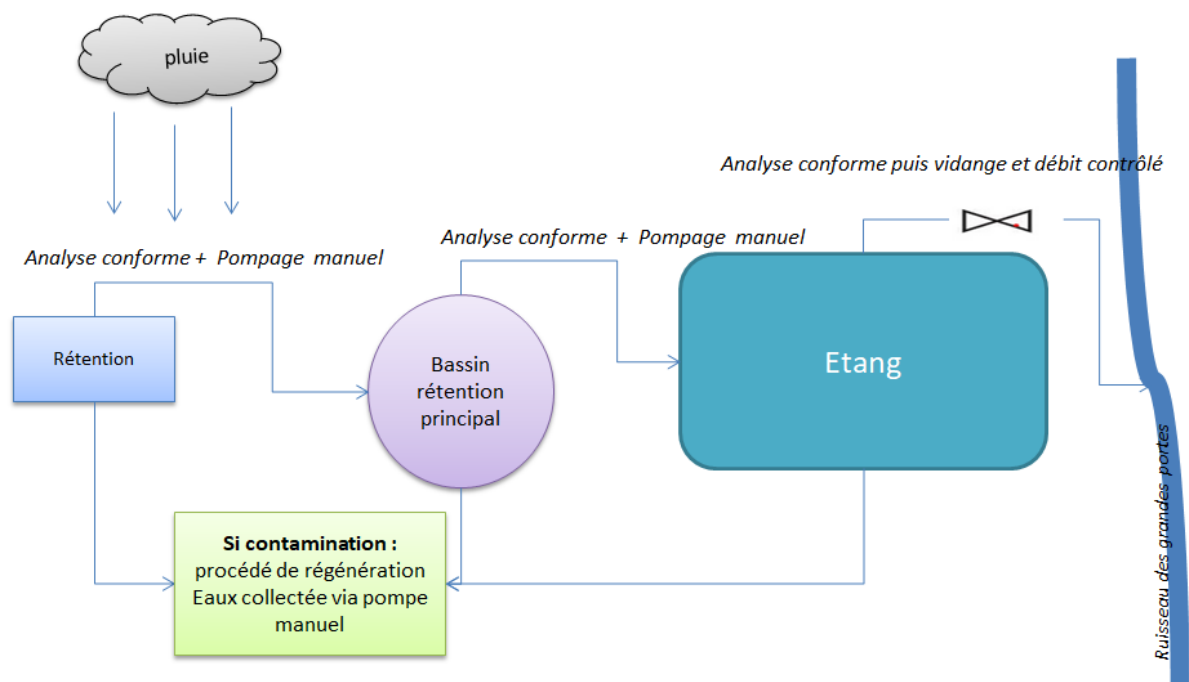 pluie
Analyse conforme puis vidange et débit contrôlé
Analyse conforme + Pompage manuel
Analyse conforme + Pompage manuel
Rétention
Bassin
rétention
principal
Etang
Si contamination :
procédé de régénération
Eaux collectée via pompe
manuel
Ruisseau des grandes portes